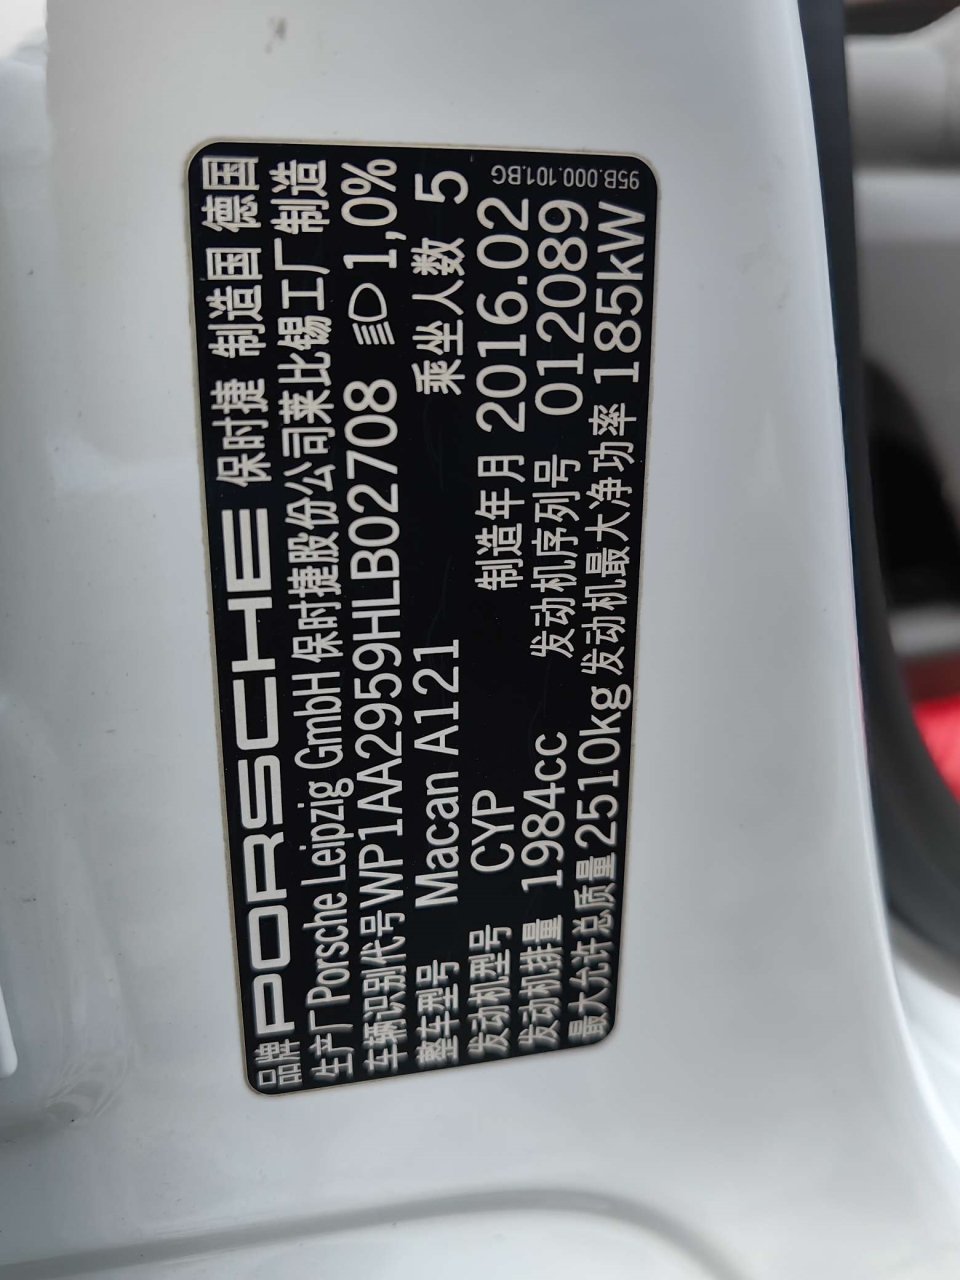 品牌 PORSCHE 保时捷 制造国 德国
生产厂 Porsche Leipzig GmbH 保时捷股份公司莱比锡工厂制造
车辆识别代号 WP1AA2959HLB02708 1,0%
整车型号 Macan A121 乘坐人数 5
发动机型号 CYP 制造年月 2016.02
发动机排量 1984cc 发动机序列号 012089
最大允许总质量 2510kg 发动机最大净功率 185kW
95B.000.101.BG